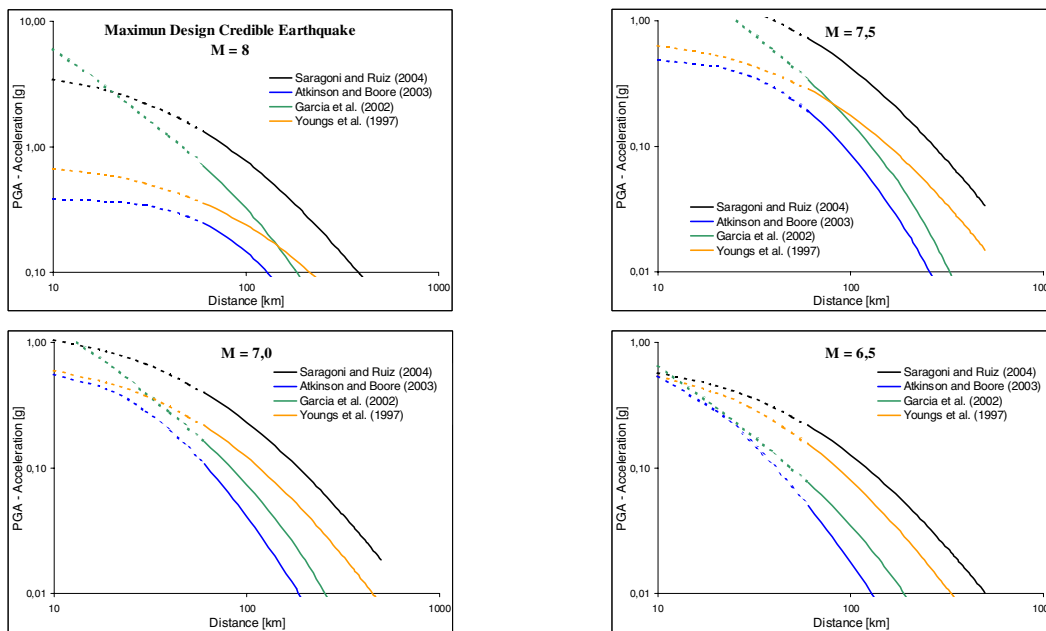 Maximun Design Credible Earthquake
M = 8
10,00
1,00
0,10
PGA - Acceleration [g]
Saragoni and Ruiz (2004)
Atkinson and Boore (2003)
Garcia et al. (2002)
Youngs et al. (1997)
10
100
1000
Distance [km]
M = 7,5
1,00
0,10
0,01
PGA - Acceleration [g]
Saragoni and Ruiz (2004)
Atkinson and Boore (2003)
Garcia et al. (2002)
Youngs et al. (1997)
10
100
100
Distance [km]
M = 7,0
1,00
0,10
0,01
PGA - Acceleration [g]
Saragoni and Ruiz (2004)
Atkinson and Boore (2003)
Garcia et al. (2002)
Youngs et al. (1997)
10
100
1000
Distance [km]
M = 6,5
1,00
0,10
0,01
PGA - Acceleration [g]
Saragoni and Ruiz (2004)
Atkinson and Boore (2003)
Garcia et al. (2002)
Youngs et al. (1997)
10
100
100
Distance [km]